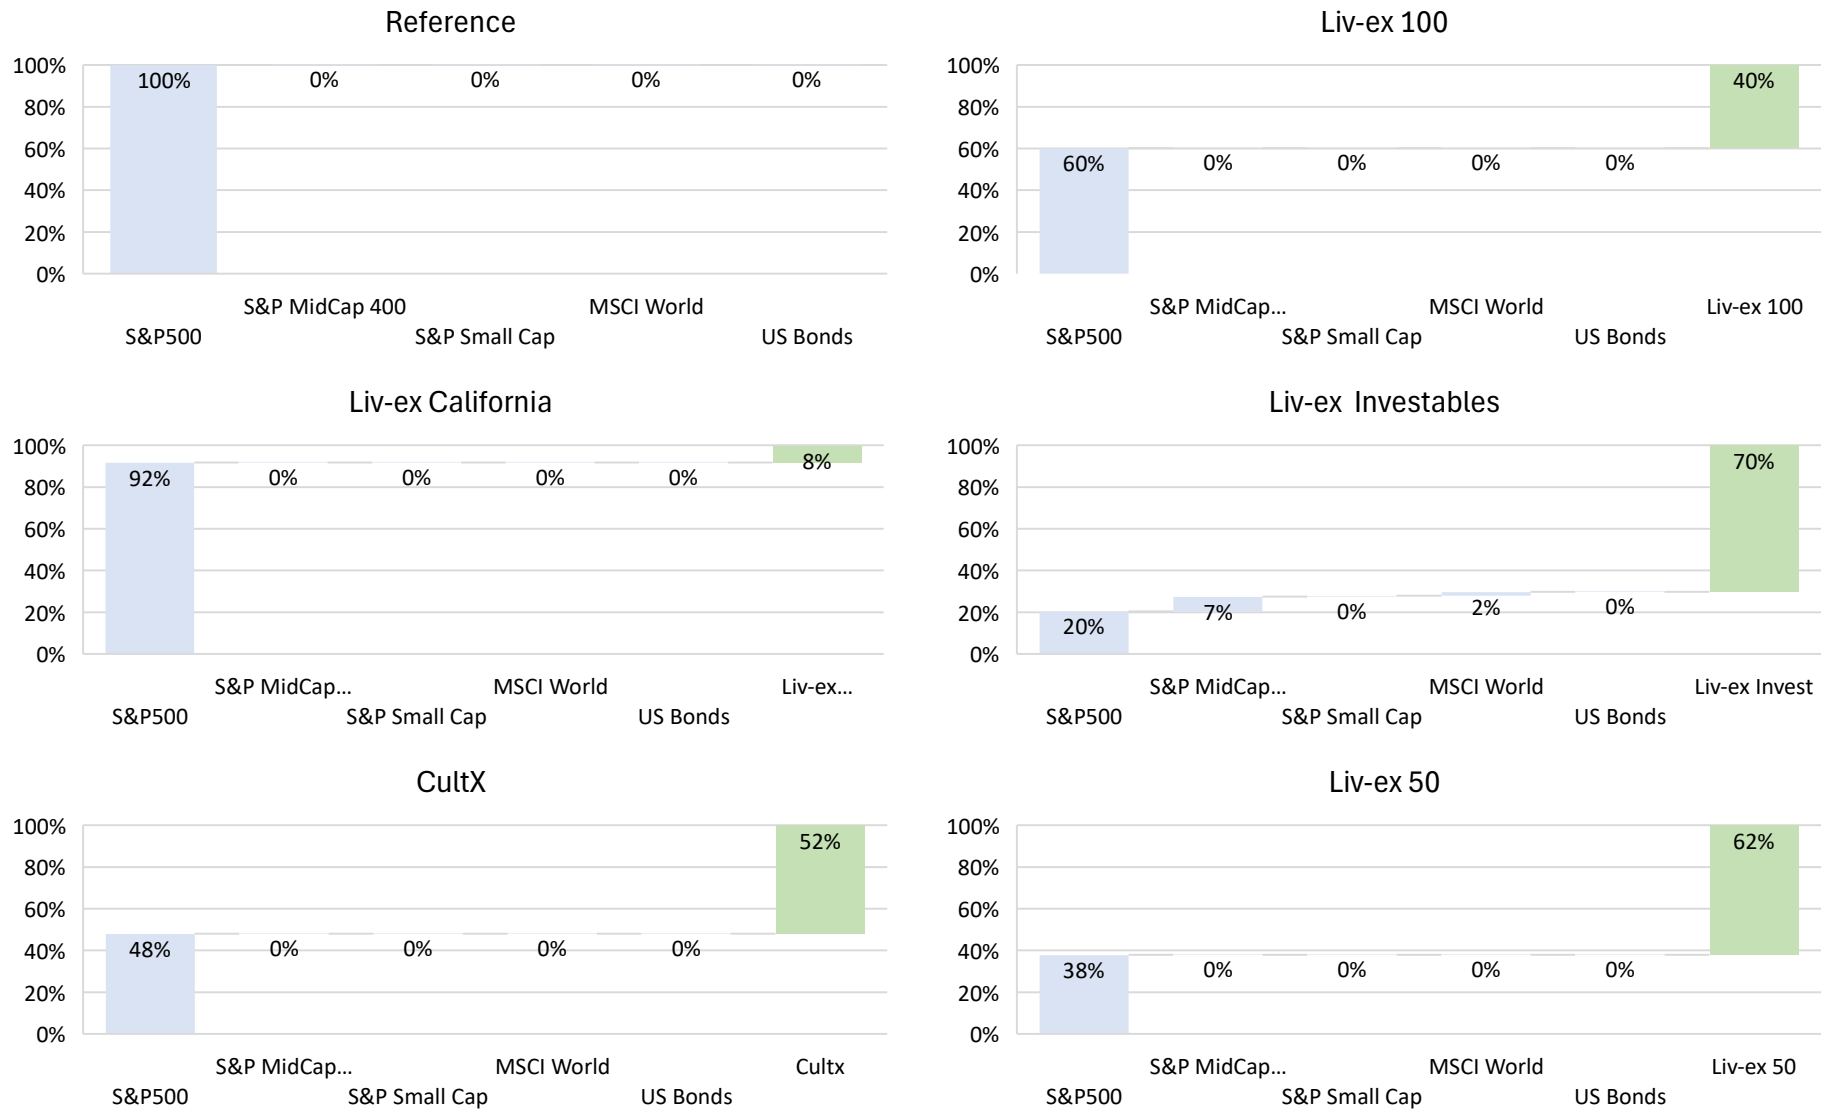 Reference
100%
80%
60%
40%
20%
0%
100%
0%
0%
0%
0%
S&P MidCap 400
MSCI World
S&P500
S&P Small Cap
US Bonds
Liv-ex 100
100%
80%
60%
40%
20%
0%
60%
0%
0%
0%
0%
40%
S&P MidCap...
MSCI World
Liv-ex 100
S&P500
S&P Small Cap
US Bonds
Liv-ex California
100%
80%
60%
40%
20%
0%
92%
0%
0%
0%
0%
8%
S&P MidCap...
MSCI World
Liv-ex...
S&P500
S&P Small Cap
US Bonds
Liv-ex Investables
100%
80%
60%
40%
20%
0%
20%
7%
0%
2%
0%
70%
S&P MidCap...
MSCI World
Liv-ex Invest
S&P500
S&P Small Cap
US Bonds
CultX
100%
80%
60%
40%
20%
0%
48%
0%
0%
0%
0%
52%
S&P MidCap...
MSCI World
Cultx
S&P500
S&P Small Cap
US Bonds
Liv-ex 50
100%
80%
60%
40%
20%
0%
38%
0%
0%
0%
0%
62%
S&P MidCap...
MSCI World
Liv-ex 50
S&P500
S&P Small Cap
US Bonds